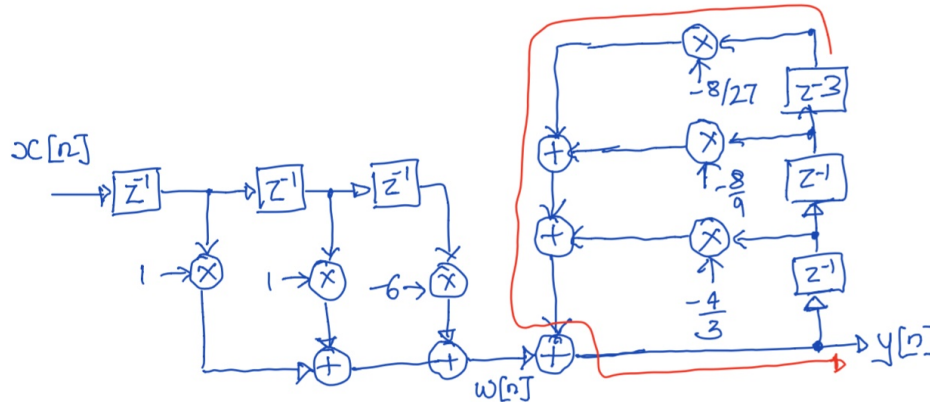 x[n]
z⁻¹
z⁻¹
z⁻¹
1 → x
1 → x
-6 → x
+
+
w[n]
+
y[n]
x
-8/27
z⁻³
+
x
-8/9
z⁻¹
+
x
-4/3
z⁻¹